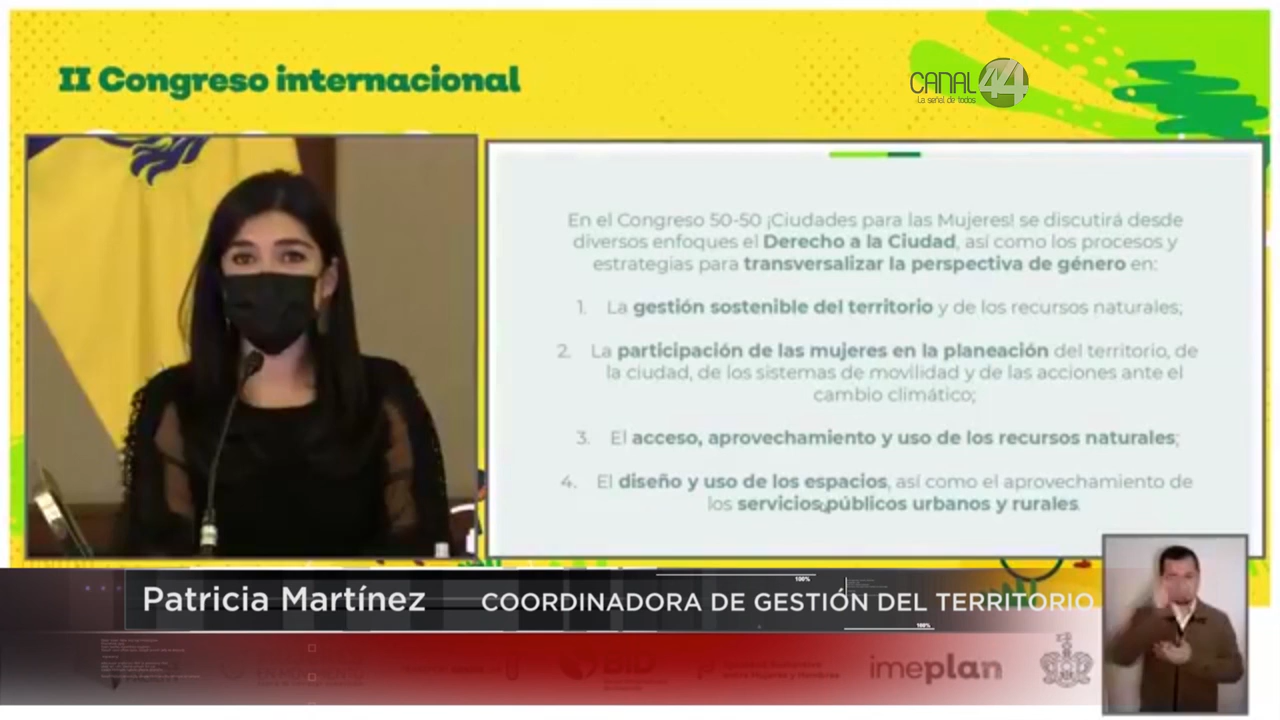 II Congreso internacional
CANAL 44
La señal de todos
En el Congreso 50-50 ¡Ciudades para las Mujeres! se discutirá desde
diversos enfoques el Derecho a la Ciudad, así como los procesos y
estrategias para transversalizar la perspectiva de género en:
1. La gestión sostenible del territorio y de los recursos naturales;
2. La participación de las mujeres en la planeación del territorio, de
la ciudad, de los sistemas de movilidad y de las acciones ante el
cambio climático;
3. El acceso, aprovechamiento y uso de los recursos naturales;
4. El diseño y uso de los espacios, así como el aprovechamiento de
los servicios públicos urbanos y rurales.
100%
Patricia Martínez COORDINADORA DE GESTIÓN DEL TERRITORIO
100%
BID
imeplan